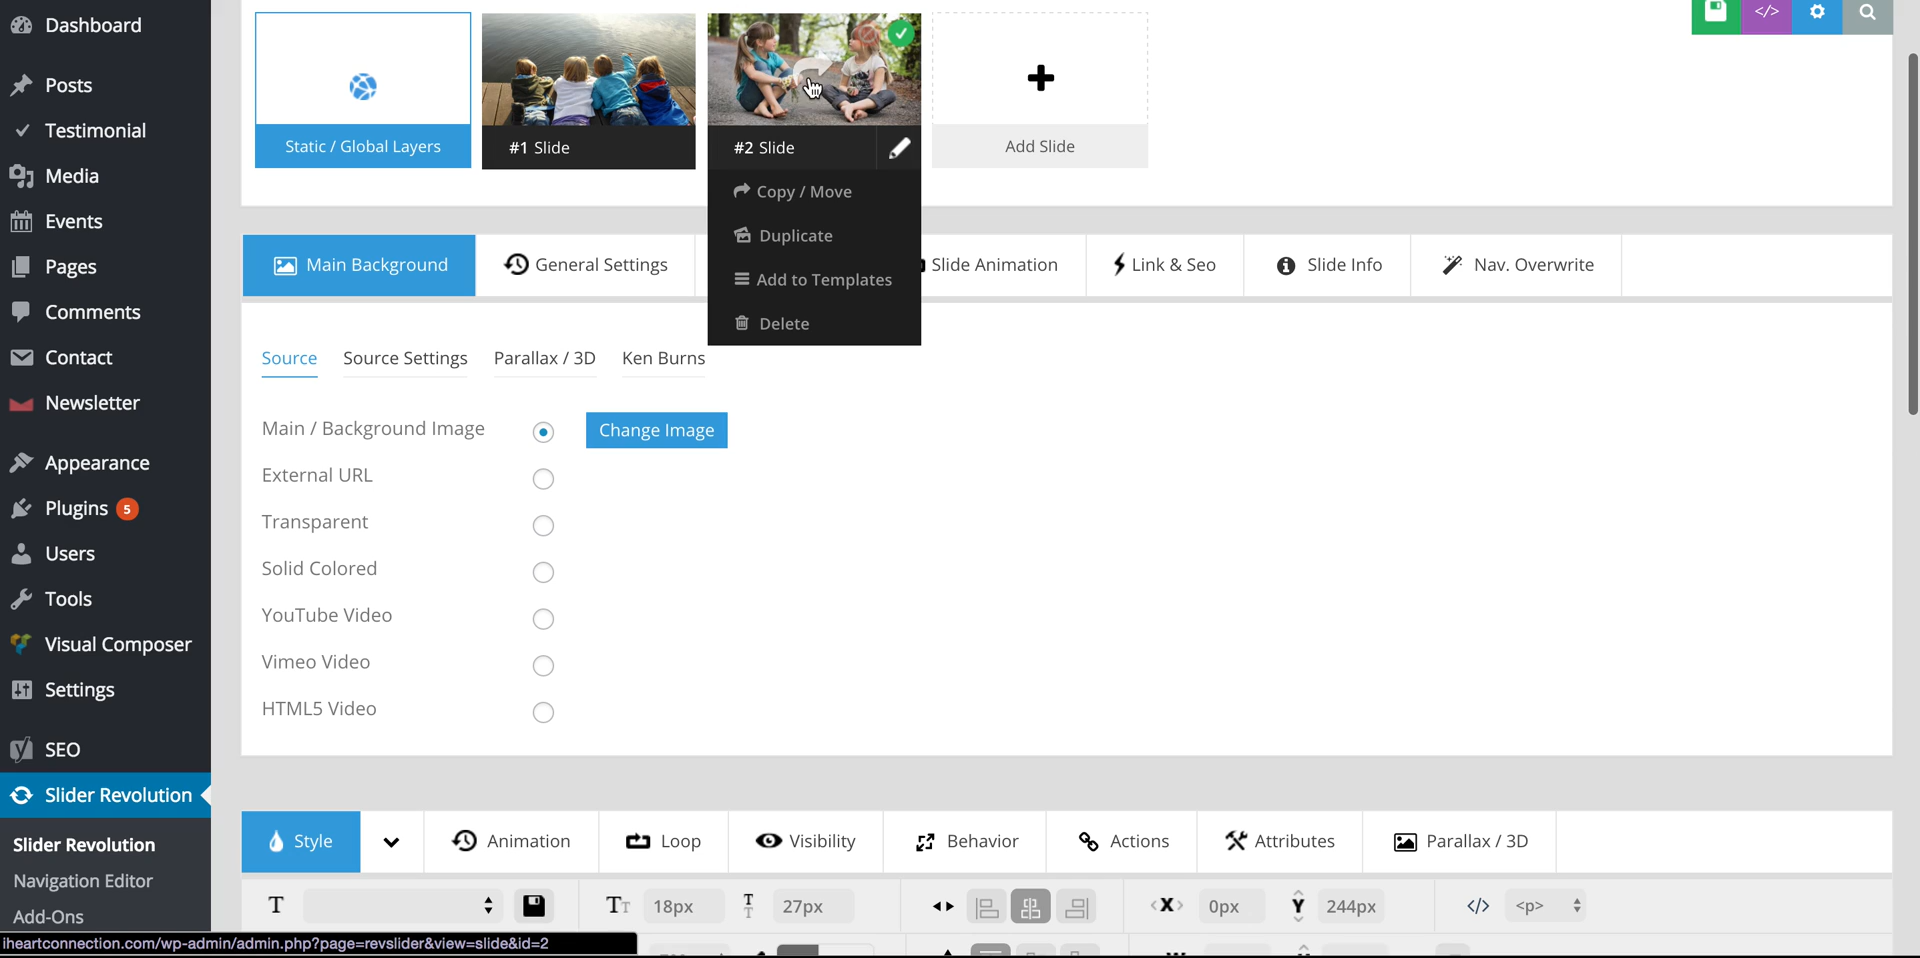 Dashboard
Posts
Testimonial
Media
Events
Pages
Comments
Contact
Newsletter
Appearance
Plugins 5
Users
Tools
Visual Composer
Settings
SEO
Slider Revolution
Slider Revolution
Navigation Editor
Add-Ons
iheartconnection.com/wp-admin/admin.php?page=revslider&view=slide&id=2
</>
Static / Global Layers
#1 Slide
#2 Slide
Add Slide
Copy / Move
Duplicate
Add to Templates
Delete
Main Background
General Settings
Slide Animation
Link & Seo
Slide Info
Nav. Overwrite
Source
Source Settings
Parallax / 3D
Ken Burns
Main / Background Image
Change Image
External URL
Transparent
Solid Colored
YouTube Video
Vimeo Video
HTML5 Video
Style
Animation
Loop
Visibility
Behavior
Actions
Attributes
Parallax / 3D
T
TT 18px
TT 27px
<X> 0px
Y 244px
</> <p>